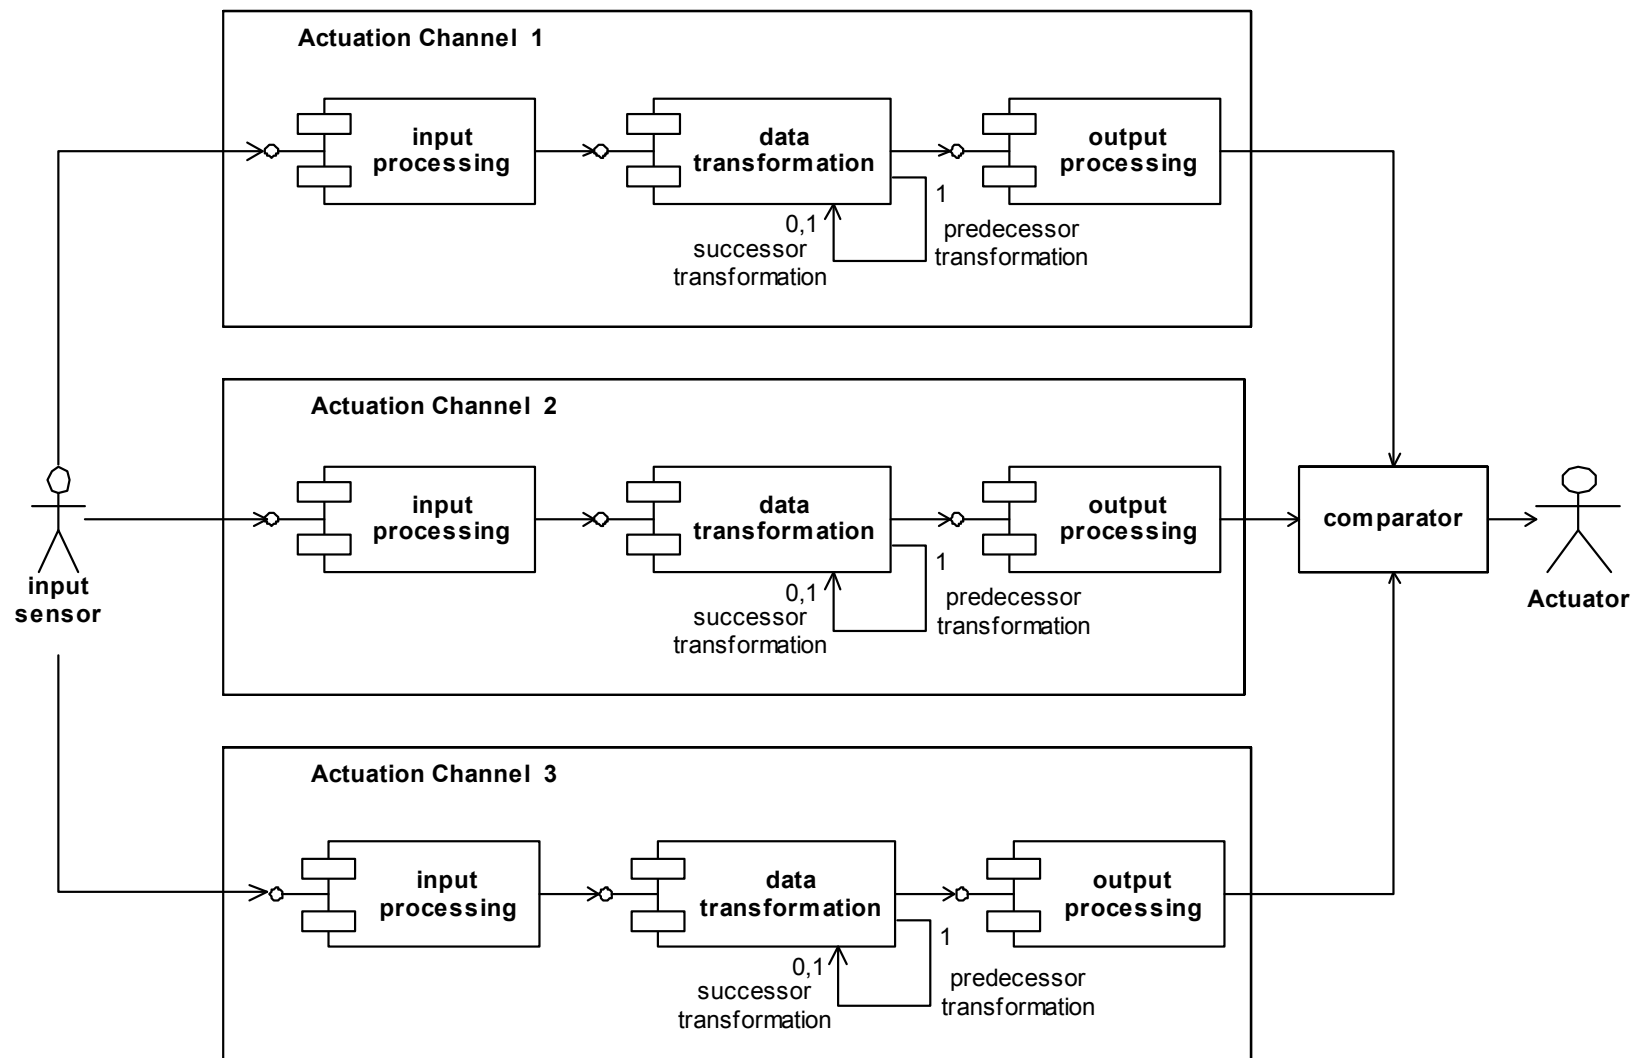 Actuation Channel 1
input
processing
data
transformation
output
processing
1
0,1
predecessor
transformation
successor
transformation
Actuation Channel 2
input
processing
data
transformation
output
processing
comparator
1
0,1
predecessor
transformation
successor
transformation
input
sensor
Actuator
Actuation Channel 3
input
processing
data
transformation
output
processing
1
0,1
predecessor
transformation
successor
transformation